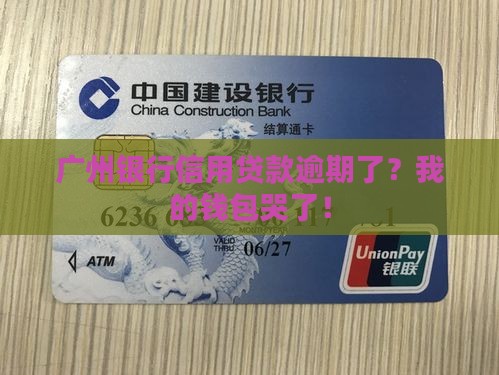 中国建设银行
China Construction Bank
结算通卡
广州银行信用贷款逾期了？我
的钱包哭了！
6236
MONTH/YEAR
VALID
THRU
06/27
ATM
UnionPay
银联